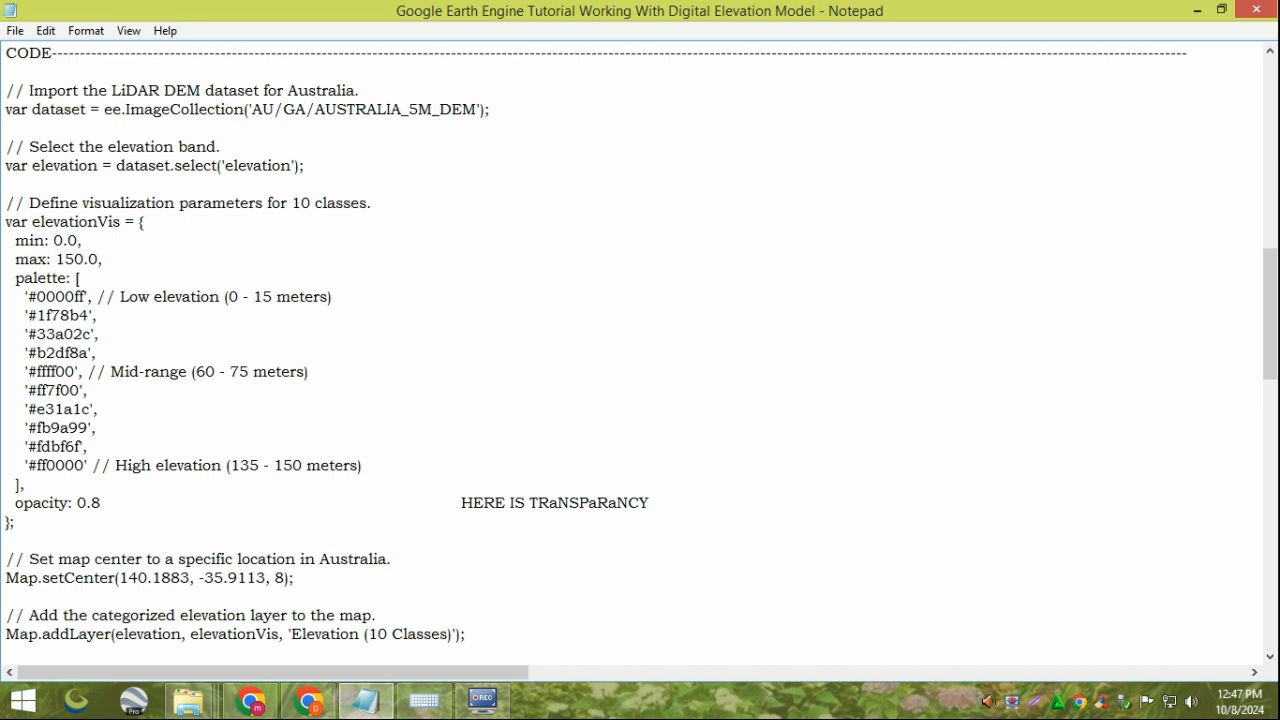 Google Earth Engine Tutorial Working With Digital Elevation Model - Notepad
File Edit Format View Help
CODE------------------------------------------------------------------------------------------------------------------------------------------------------
// Import the LiDAR DEM dataset for Australia.
var dataset = ee.ImageCollection('AU/GA/AUSTRALIA_5M_DEM');
// Select the elevation band.
var elevation = dataset.select('elevation');
// Define visualization parameters for 10 classes.
var elevationVis = {
min: 0.0,
max: 150.0,
palette: [
'#0000ff', // Low elevation (0 - 15 meters)
'#1f78b4',
'#33a02c',
'#b2df8a',
'#ffff00', // Mid-range (60 - 75 meters)
'#ff7f00',
'#e31a1c',
'#fb9a99',
'#fdbf6f',
'#ff0000' // High elevation (135 - 150 meters)
],
opacity: 0.8 HERE IS TRaNSPaRaNCY
};
// Set map center to a specific location in Australia.
Map.setCenter(140.1883, -35.9113, 8);
// Add the categorized elevation layer to the map.
Map.addLayer(elevation, elevationVis, 'Elevation (10 Classes)');
Pro
m
D
REC
12:47 PM
10/8/2024